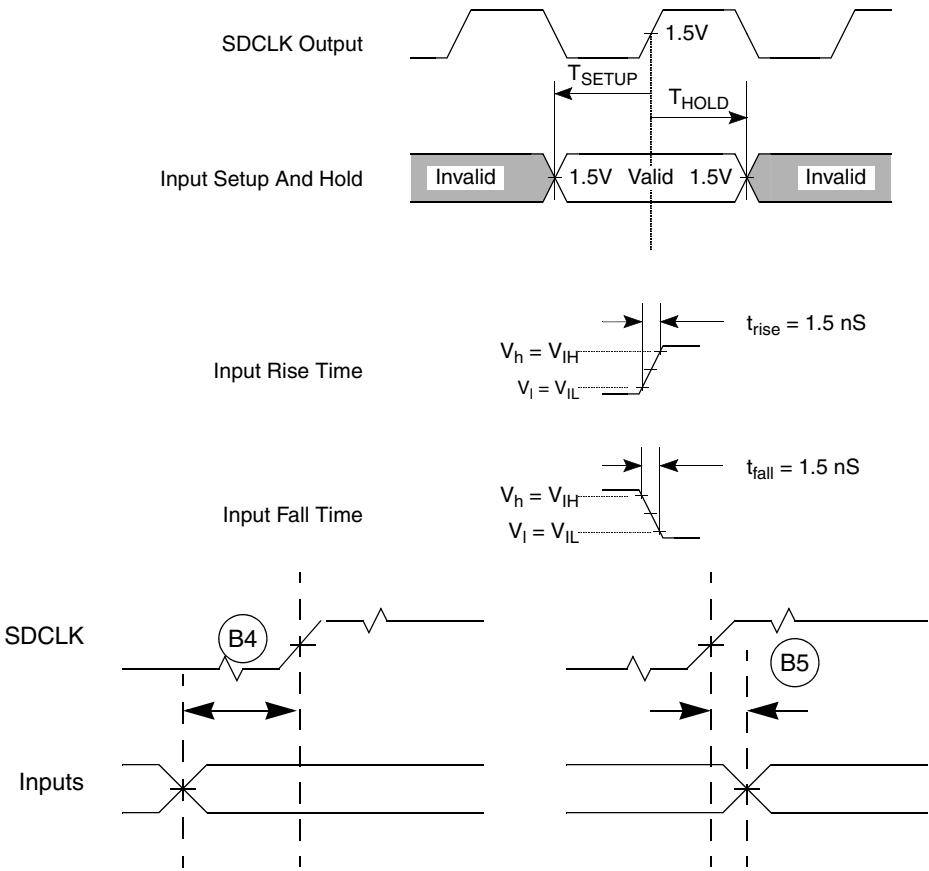 SDCLK Output
1.5V
TSETUP
THOLD
Input Setup And Hold
Invalid
1.5V Valid 1.5V
Invalid
trise = 1.5 nS
Vh = VIH
Input Rise Time
Vl = VIL
tfall = 1.5 nS
Vh = VIH
Input Fall Time
Vl = VIL
SDCLK
B4
B5
Inputs